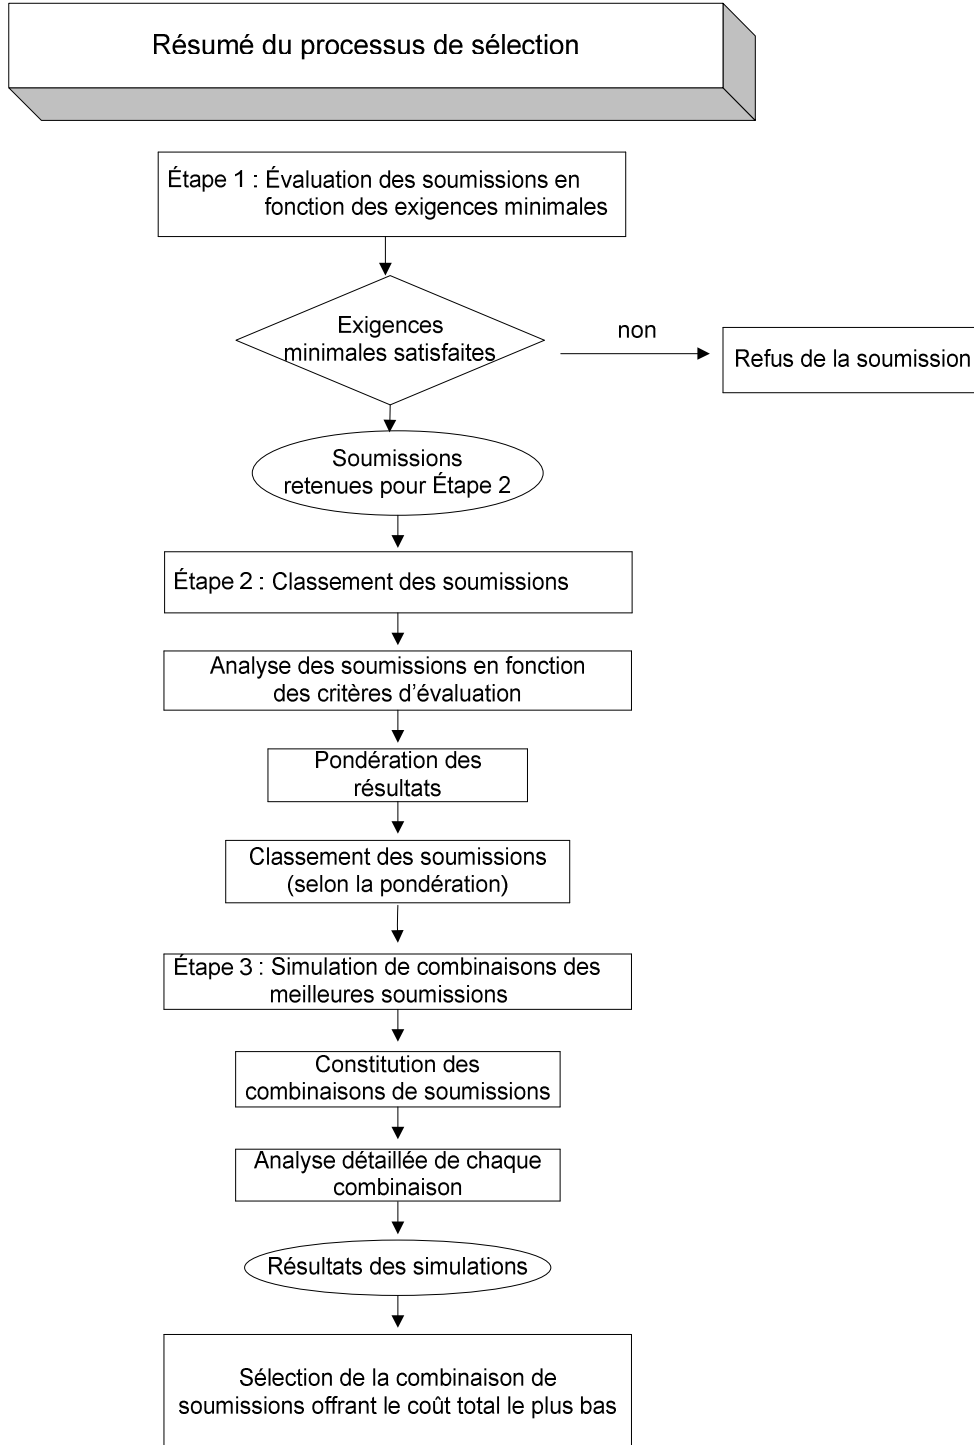 Résumé du processus de sélection
Étape 1 : Évaluation des soumissions en
fonction des exigences minimales
Exigences
minimales satisfaites
non
Refus de la soumission
Soumissions
retenues pour Étape 2
Étape 2 : Classement des soumissions
Analyse des soumissions en fonction
des critères d'évaluation
Pondération des
résultats
Classement des soumissions
(selon la pondération)
Étape 3 : Simulation de combinaisons des
meilleures soumissions
Constitution des
combinaisons de soumissions
Analyse détaillée de chaque
combinaison
Résultats des simulations
Sélection de la combinaison de
soumissions offrant le coût total le plus bas